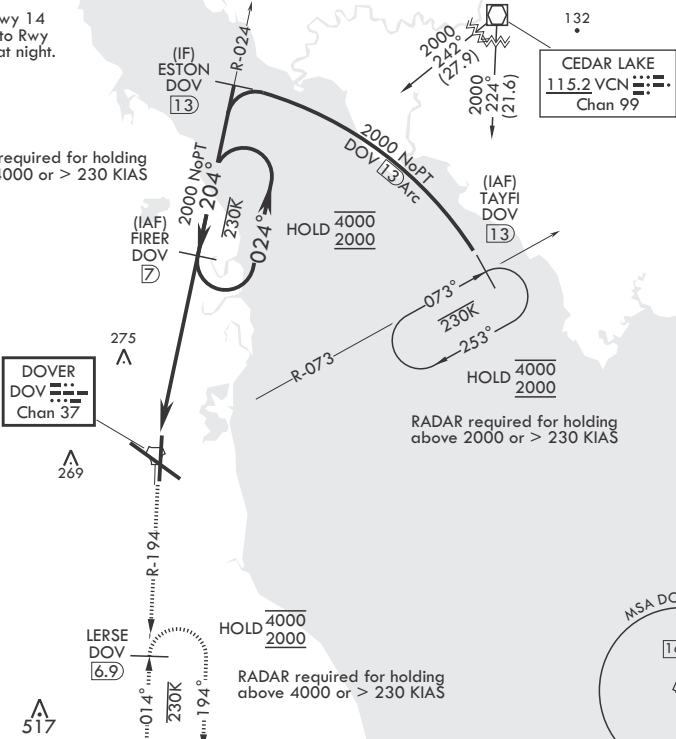 wy 14
to Rwy
at night.
(IF)
ESTON
DOV
13
R-024
2000
242°
(27.9)
2000
224°
(21.6)
132
CEDAR LAKE
115.2 VCN
Chan 99
required for holding
4000 or > 230 KIAS
2000 NoPT
204°
230K
024°
2000 NoPT
DOV 13 Arc
HOLD 4000
2000
(IAF)
TAYFI
DOV
13
(IAF)
FIRER
DOV
7
073°
230K
253°
R-073
HOLD 4000
2000
RADAR required for holding
above 2000 or > 230 KIAS
275
DOVER
DOV
Chan 37
269
R-194
LERSE
DOV
6.9
HOLD 4000
2000
RADAR required for holding
above 4000 or > 230 KIAS
014°
230K
194°
517
MSA DO